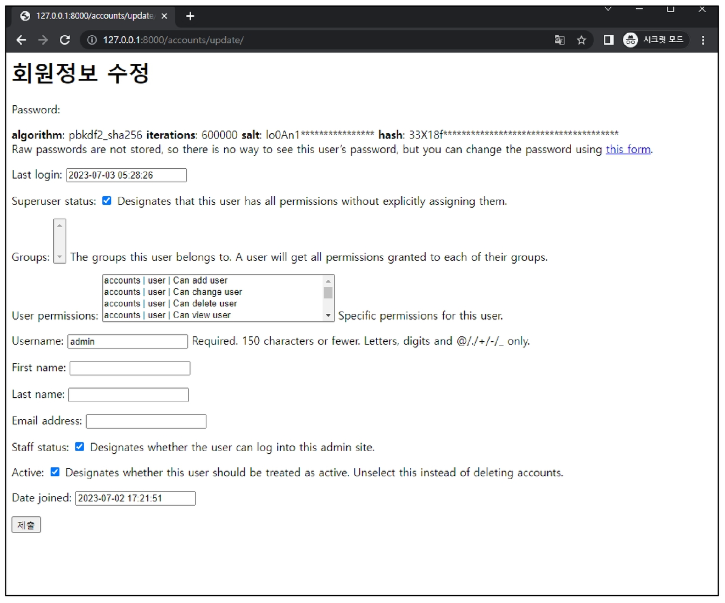 127.0.0.1:8000/accounts/update
127.0.0.1:8000/accounts/update/
시크릿 모드
회원정보 수정
Password:
algorithm: pbkdf2_sha256 iterations: 600000 salt: lo0An1**************** hash: 33X18f**************************************
Raw passwords are not stored, so there is no way to see this user's password, but you can change the password using this form.
Last login: 2023-07-03 05:28:26
Superuser status: Designates that this user has all permissions without explicitly assigning them.
Groups: The groups this user belongs to. A user will get all permissions granted to each of their groups.
accounts | user | Can add user
accounts | user | Can change user
accounts | user | Can delete user
accounts | user | Can view user
User permissions: Specific permissions for this user.
Username: admin Required. 150 characters or fewer. Letters, digits and @/./+/-/_ only.
First name:
Last name:
Email address:
Staff status: Designates whether the user can log into this admin site.
Active: Designates whether this user should be treated as active. Unselect this instead of deleting accounts.
Date joined: 2023-07-02 17:21:51
제출